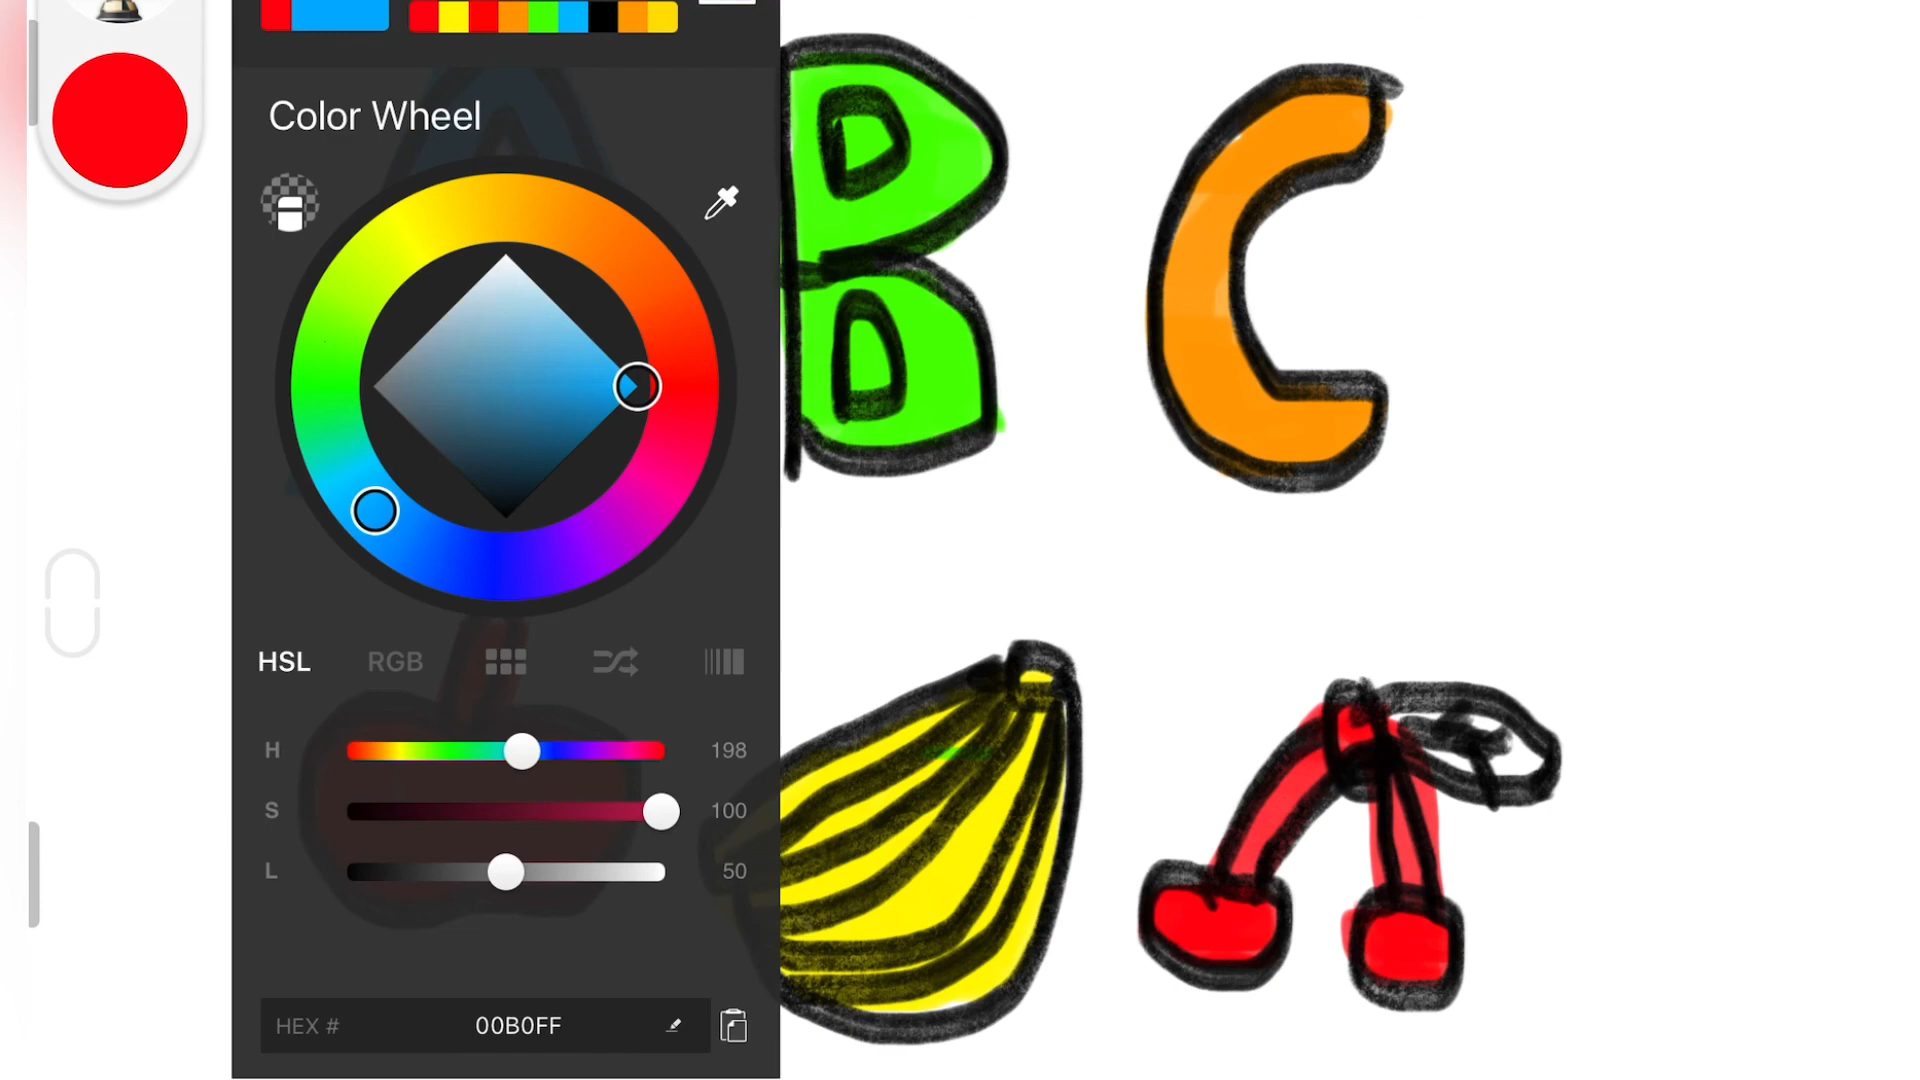 Color Wheel
B C
HSL RGB
H 198
S 100
L 50
HEX # 00B0FF